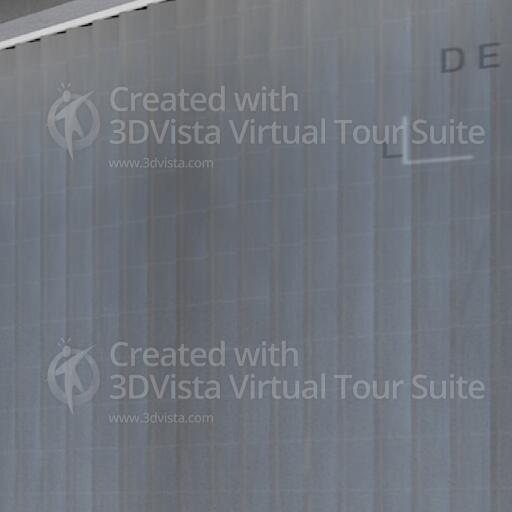 DE
Created with
3DVista Virtual Tour Suite
www.3dvista.com
L
Created with
3DVista Virtual Tour Suite
www.3dvista.com